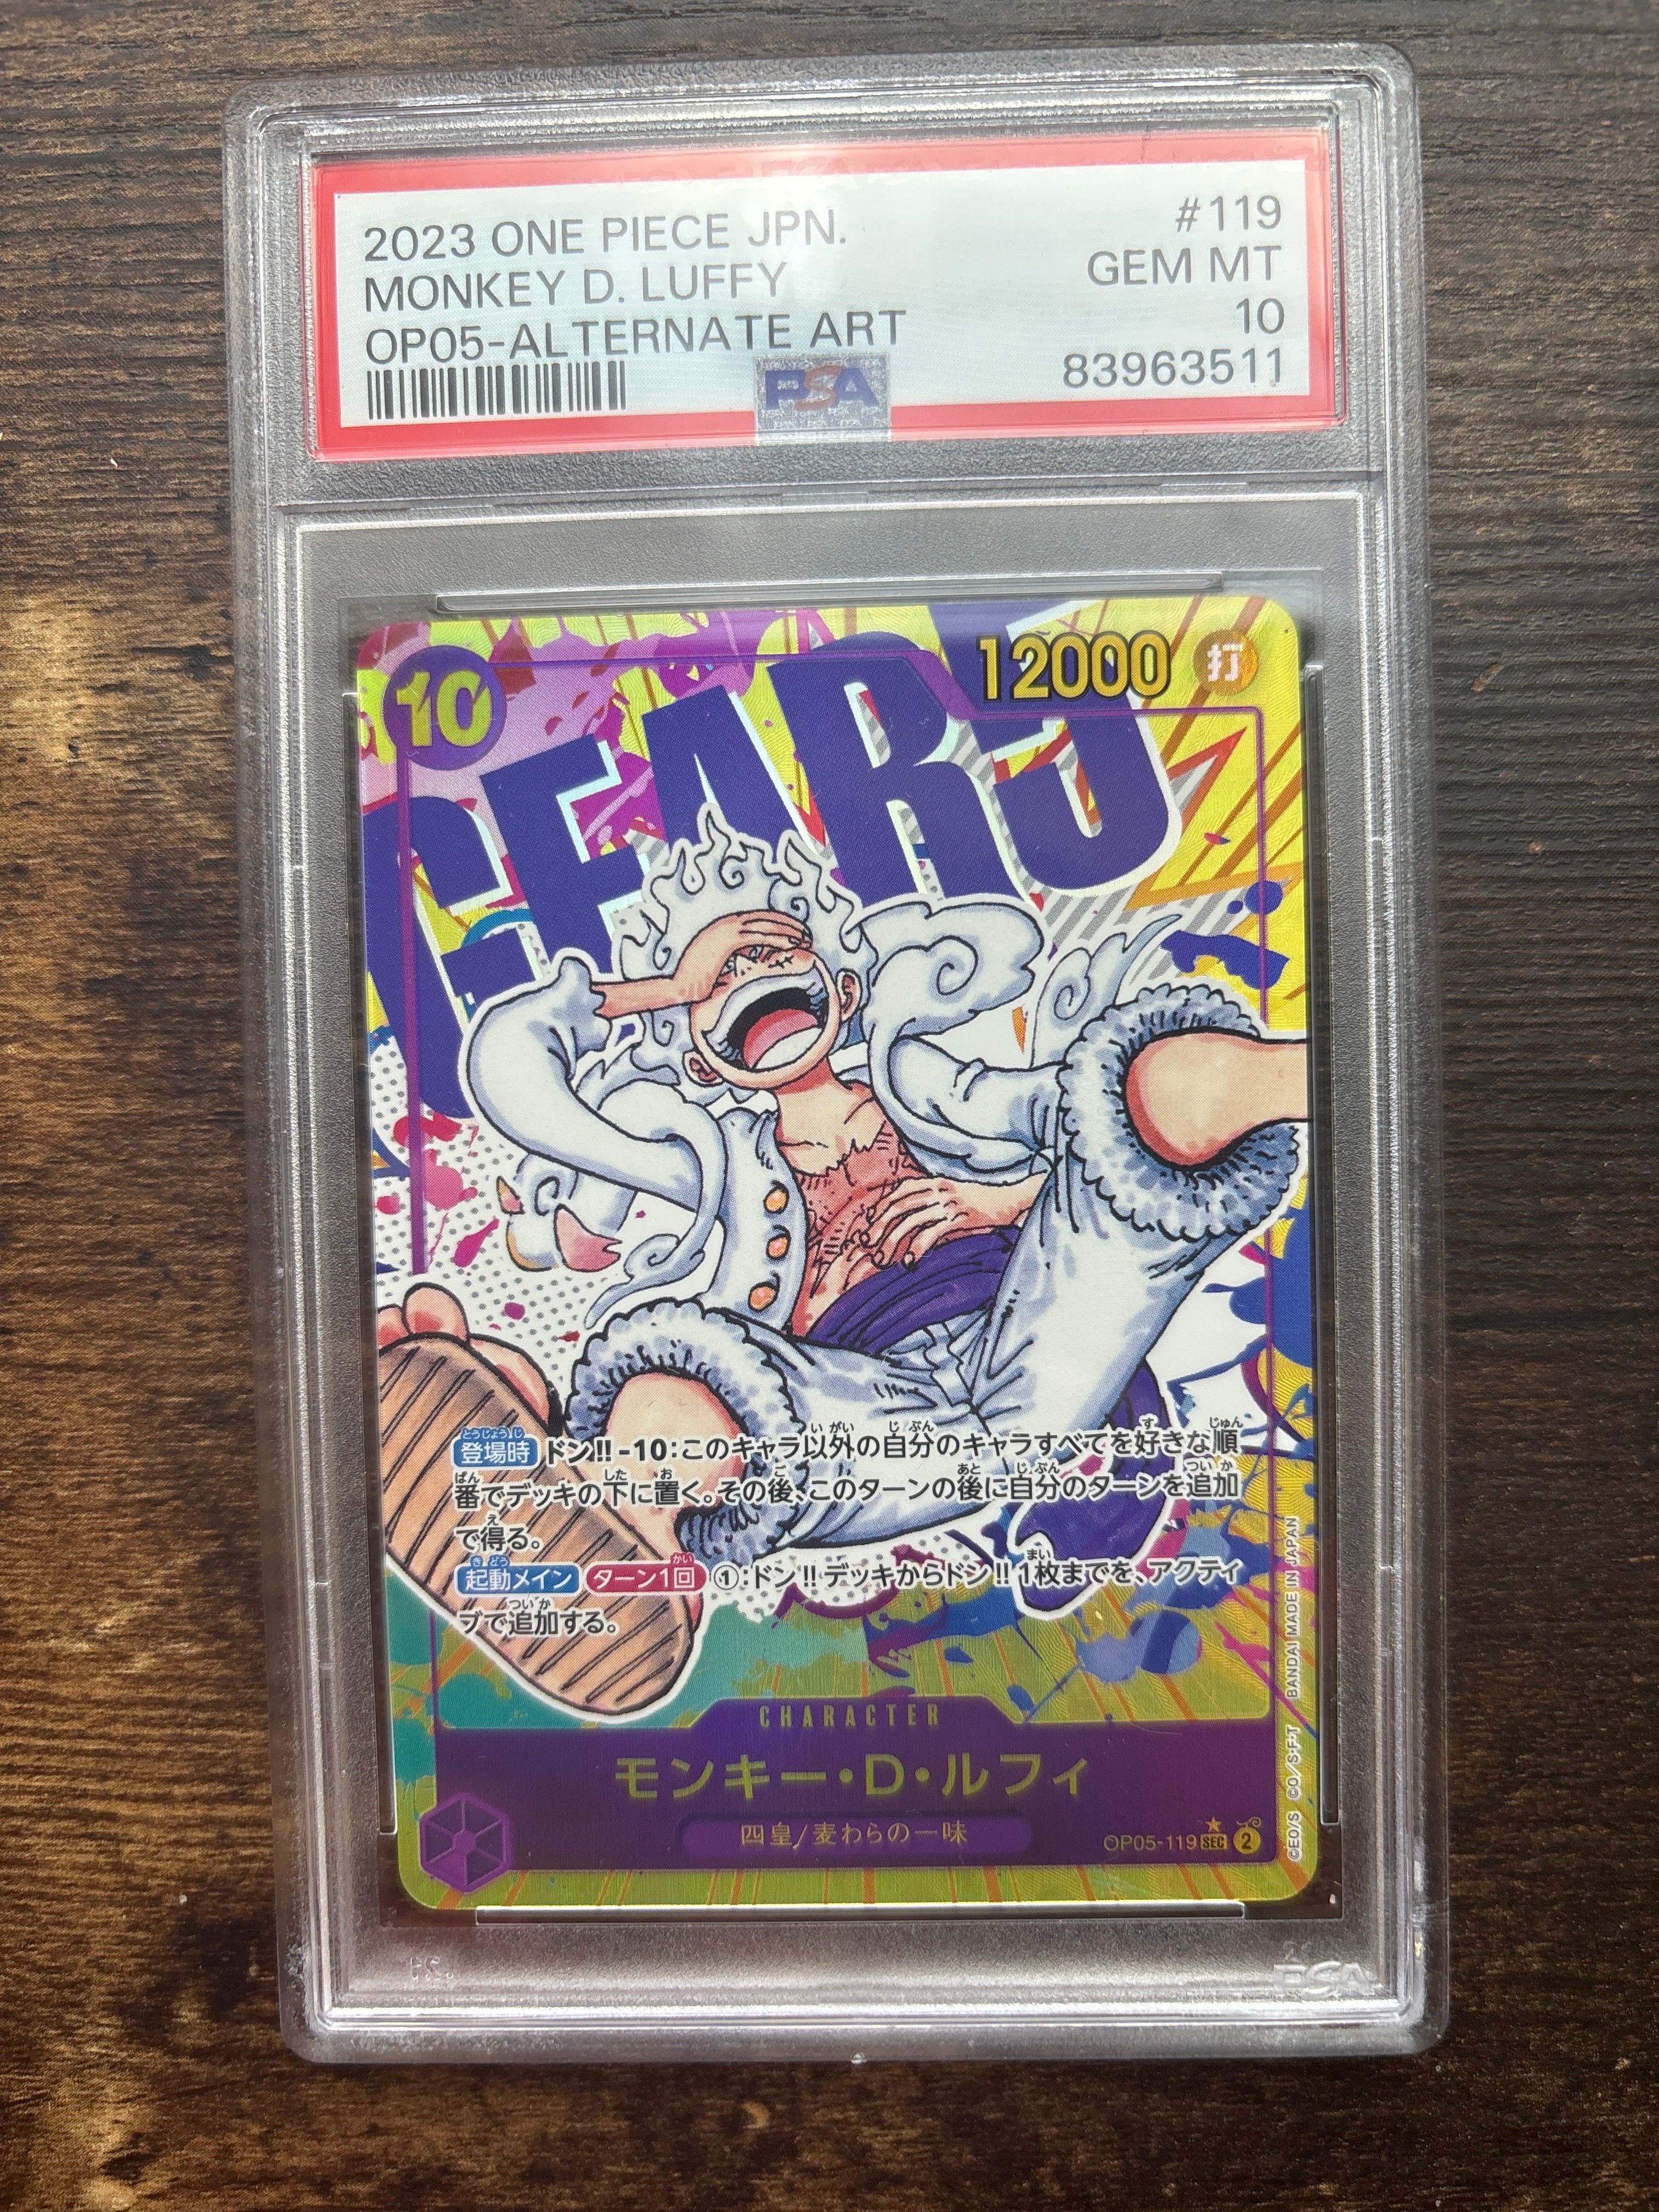 2023 ONE PIECE JPN. #119
MONKEY D. LUFFY GEM MT
OP05-ALTERNATE ART 10
83963511
PSA
10
12000 打
GEAR5
登場時 ドン!!-10:このキャラ以外の自分のキャラすべてを好きな順
番でデッキの下に置く。その後、このターンの後に自分のターンを追加
で得る。
起動メイン ターン1回 ①:ドン!!デッキからドン!!1枚までを、アクティ
ブで追加する。
CHARACTER
モンキー・D・ルフィ
四皇/麦わらの一味
OP05-119 SEC 2
©EO/S ©O/S・F・T BANDAI MADE IN JAPAN
PSA